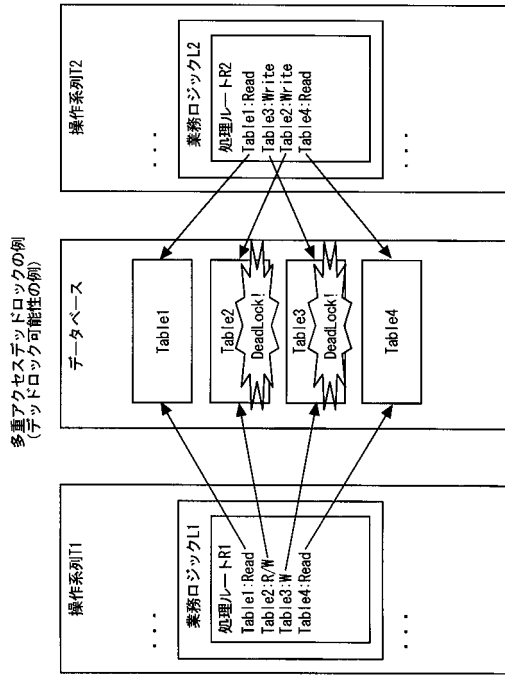 多重アクセスデッドロックの例
(デッドロック可能性の例)
操作系列T1
...
業務ロジックL1
処理ルートR1
Table1:Read
Table2:R/W
Table3:W
Table4:Read
...
データベース
Table1
Table2
DeadLock!
Table3
DeadLock!
Table4
操作系列T2
...
業務ロジックL2
処理ルートR2
Table1:Read
Table3:Write
Table2:Write
Table4:Read
...